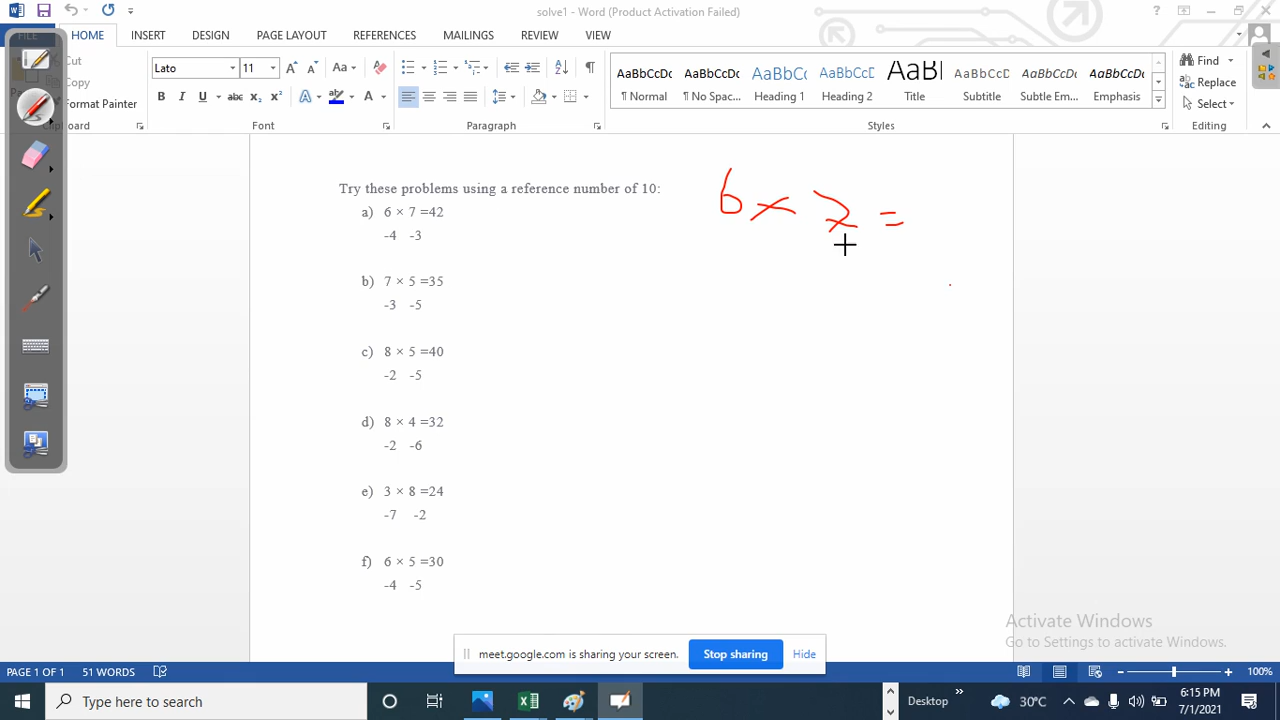 solve1 - Word (Product Activation Failed)
FILE HOME INSERT DESIGN PAGE LAYOUT REFERENCES MAILINGS REVIEW VIEW
Cut
Copy
Format Painter
Lato 11
Clipboard Font Paragraph Styles Editing
AaBbCcDc AaBbCcDc AaBbCc AaBbCcD AaBl AaBbCcDc AaBbCcDc AaBbCcDc
¶ Normal ¶ No Spac... Heading 1 Heading 2 Title Subtitle Subtle Em... Emphasis
Find
Replace
Select
Try these problems using a reference number of 10:
a) 6 × 7 =42
-4 -3
b) 7 × 5 =35
-3 -5
c) 8 × 5 =40
-2 -5
d) 8 × 4 =32
-2 -6
e) 3 × 8 =24
-7 -2
f) 6 × 5 =30
-4 -5
6 × 7 =
Activate Windows
Go to Settings to activate Windows.
meet.google.com is sharing your screen. Stop sharing Hide
PAGE 1 OF 1 51 WORDS 100%
Type here to search
Desktop
30°C
6:15 PM
7/1/2021